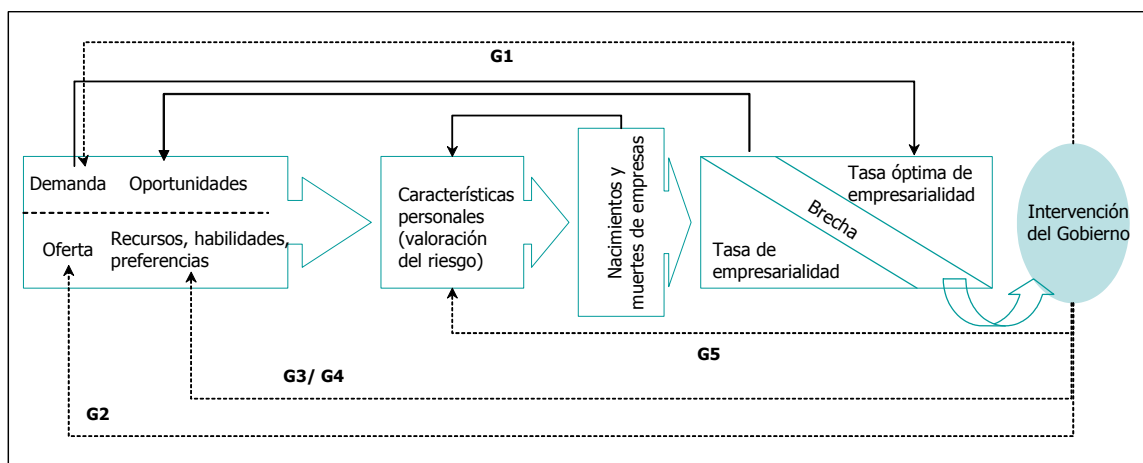 G1
Demanda
Oportunidades
Oferta
Recursos, habilidades,
preferencias
Características
personales
(valoración
del riesgo)
Nacimientos y
muertes de empresas
Tasa óptima de
empresarialidad
Brecha
Tasa de
empresarialidad
Intervención
del Gobierno
G5
G3/ G4
G2